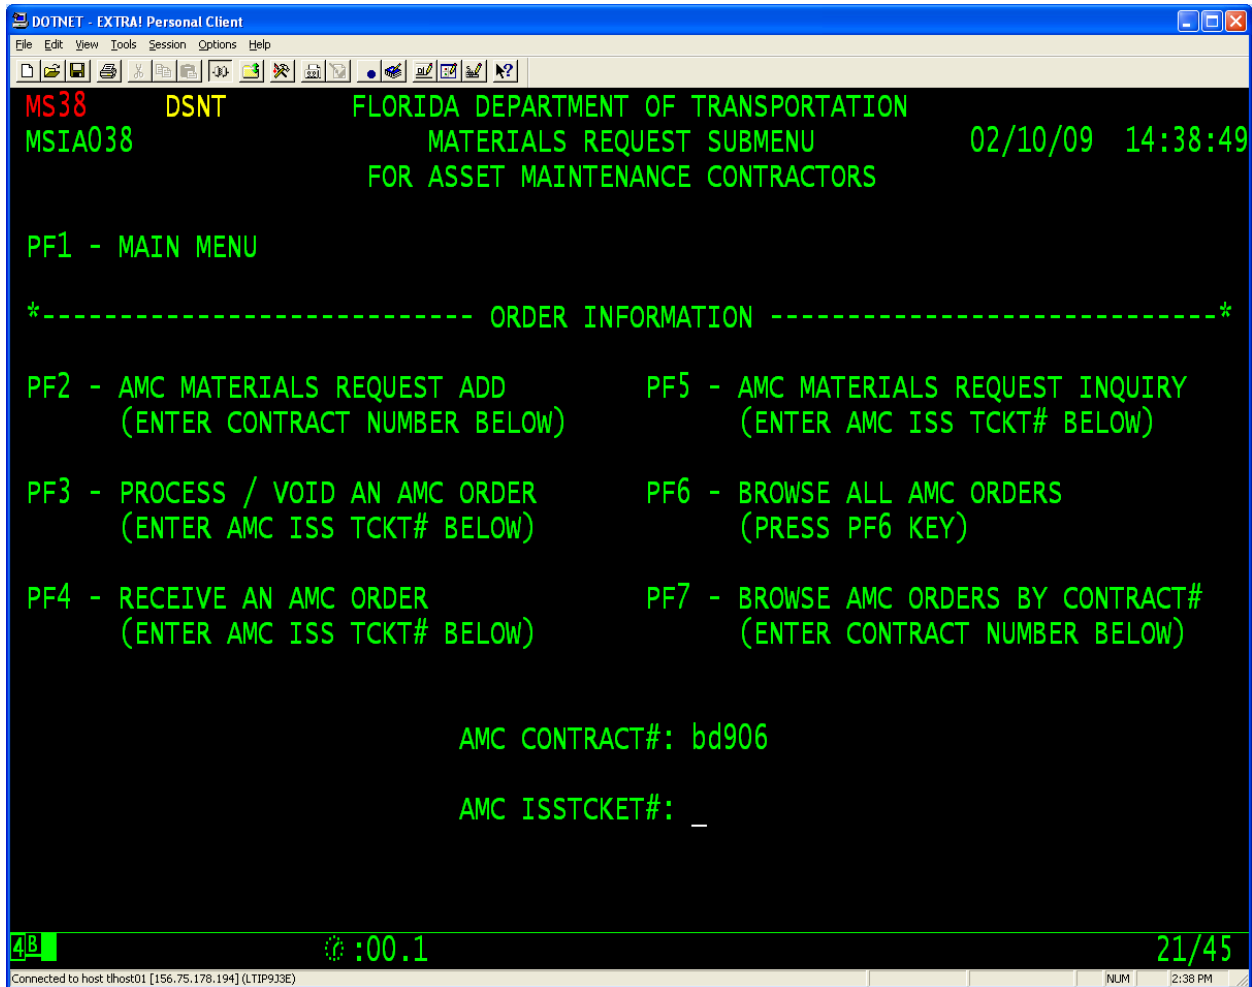 DOTNET - EXTRA! Personal Client
File Edit View Tools Session Options Help
MS38 DSNT FLORIDA DEPARTMENT OF TRANSPORTATION
MSIA038 MATERIALS REQUEST SUBMENU 02/10/09 14:38:49
FOR ASSET MAINTENANCE CONTRACTORS
PF1 - MAIN MENU
*---------------------------- ORDER INFORMATION -----------------------------*
PF2 - AMC MATERIALS REQUEST ADD PF5 - AMC MATERIALS REQUEST INQUIRY
(ENTER CONTRACT NUMBER BELOW) (ENTER AMC ISS TCKT# BELOW)
PF3 - PROCESS / VOID AN AMC ORDER PF6 - BROWSE ALL AMC ORDERS
(ENTER AMC ISS TCKT# BELOW) (PRESS PF6 KEY)
PF4 - RECEIVE AN AMC ORDER PF7 - BROWSE AMC ORDERS BY CONTRACT#
(ENTER AMC ISS TCKT# BELOW) (ENTER CONTRACT NUMBER BELOW)
AMC CONTRACT#: bd906
AMC ISSTCKET#: _
4B :00.1 21/45
Connected to host tlhost01 [156.75.178.194] (LTIP9J3E) NUM 2:38 PM